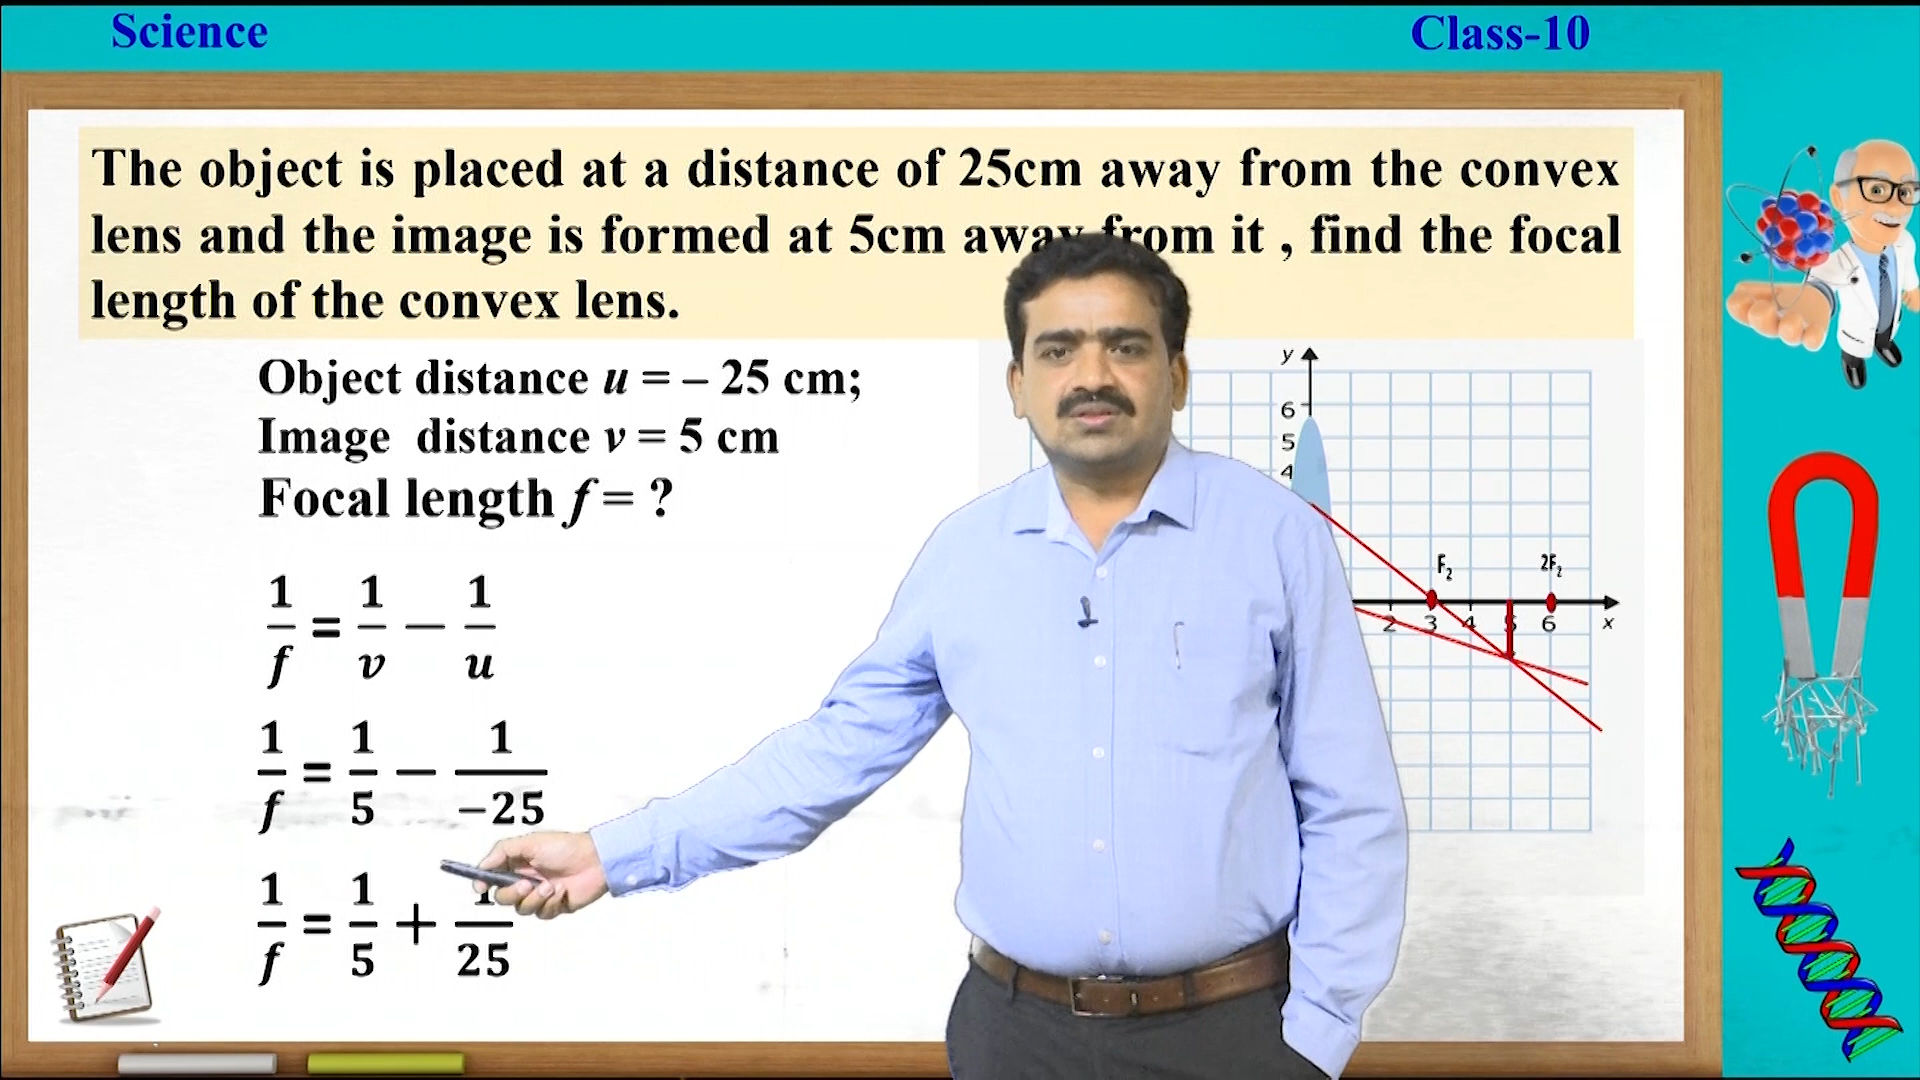 Science
Class-10
The object is placed at a distance of 25cm away from the convex
lens and the image is formed at 5cm away from it , find the focal
length of the convex lens.
Object distance u = – 25 cm;
Image distance v = 5 cm
Focal length f = ?
1/f = 1/v − 1/u
1/f = 1/5 − 1/−25
1/f = 1/5 + 1/25
y
6
5
4
F₂ 2F₂
2 3 4 5 6 x